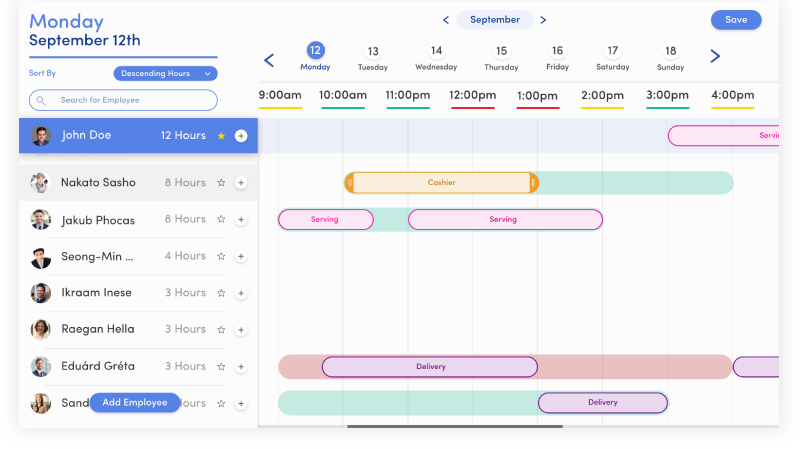 Monday
September 12th
Sort By
Descending Hours
Search for Employee
September
Save
12
Monday
13
Tuesday
14
Wednesday
15
Thursday
16
Friday
17
Saturday
18
Sunday
9:00am 10:00am 11:00pm 12:00pm 1:00pm 2:00pm 3:00pm 4:00pm
John Doe 12 Hours
Nakato Sasho 8 Hours
Jakub Phocas 8 Hours
Seong-Min ... 4 Hours
Ikraam Inese 3 Hours
Raegan Hella 3 Hours
Eduárd Gréta 3 Hours
Sand
Add Employee
ours
Servi
Cashier
Serving
Serving
Delivery
Delivery